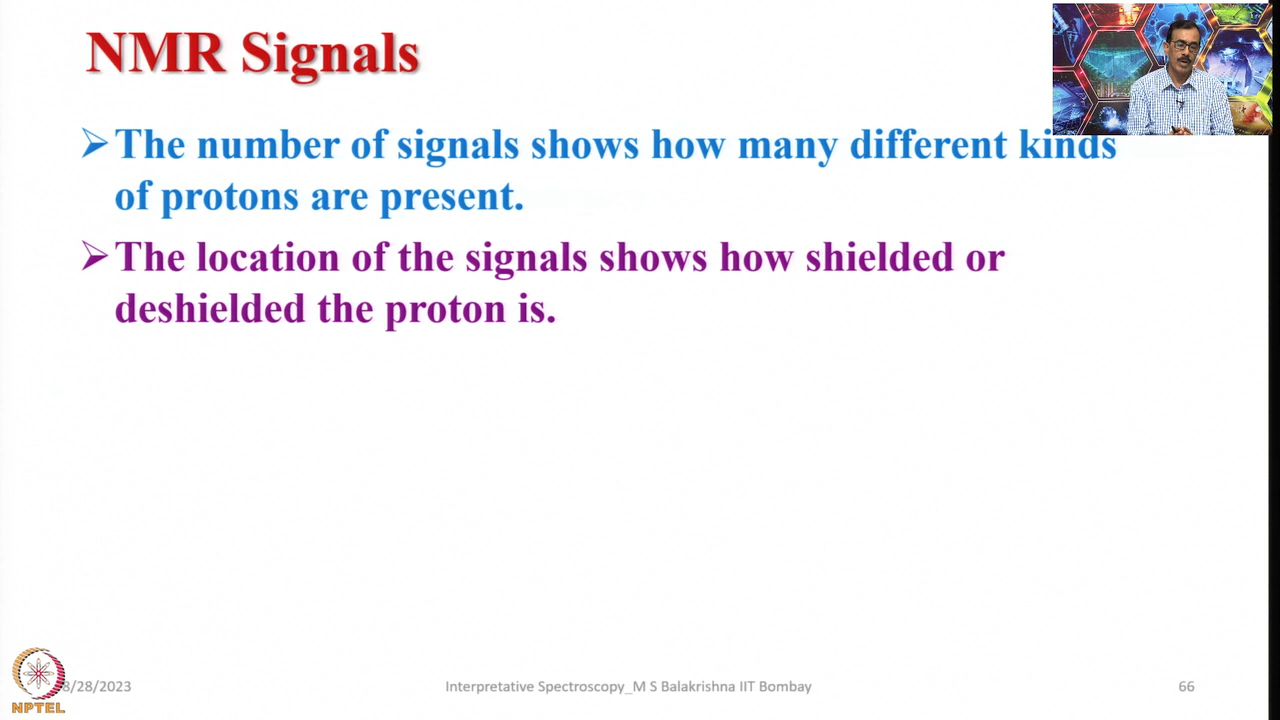 NMR Signals
The number of signals shows how many different kinds
of protons are present.
The location of the signals shows how shielded or
deshielded the proton is.
8/28/2023
Interpretative Spectroscopy_M S Balakrishna IIT Bombay
66
NPTEL